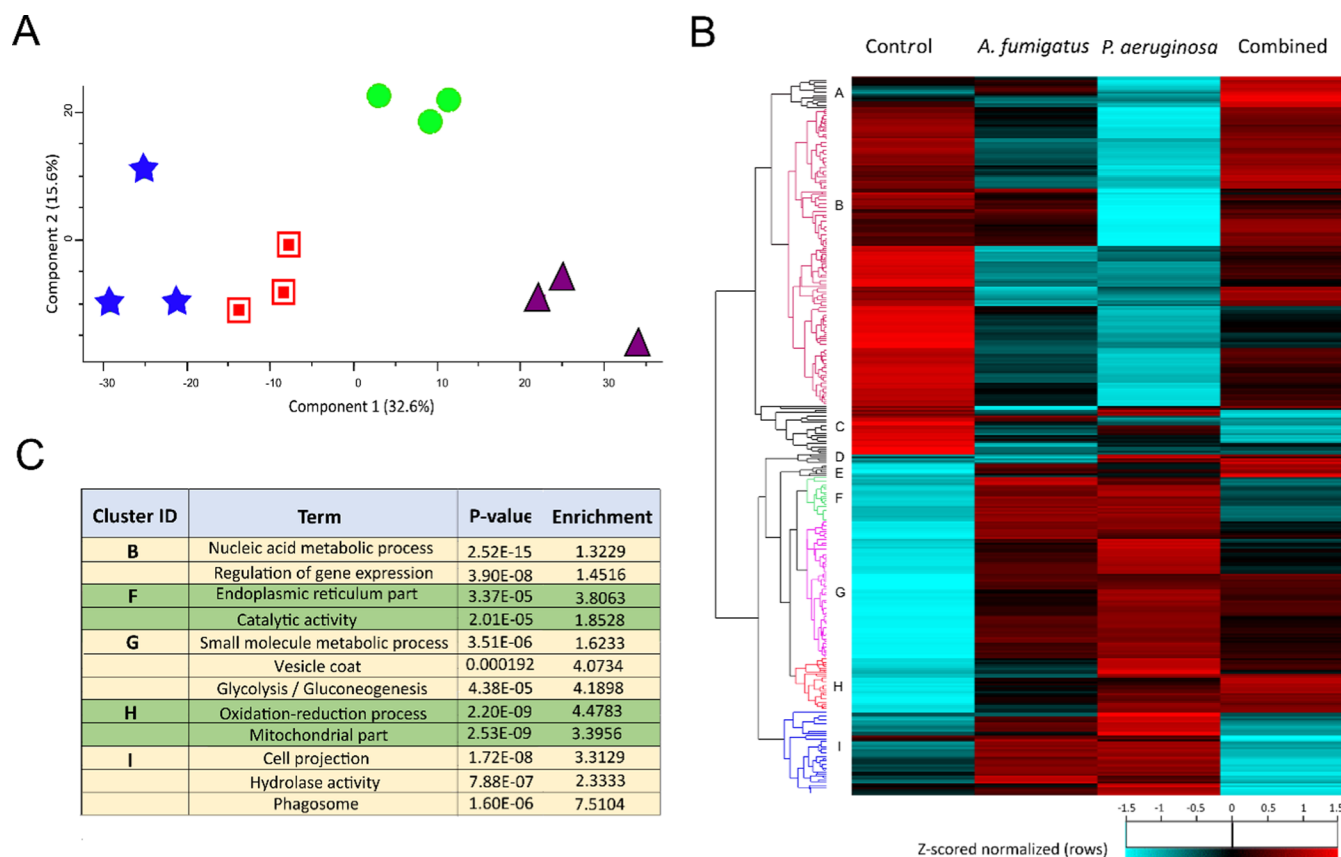 A
20
0
Component 2 (15.6%)
-30 -20 -10 0 10 20 30
Component 1 (32.6%)
B
Control A. fumigatus P. aeruginosa Combined
A
B
C
D
E
F
G
H
I
-1.5 -1 -0.5 0 0.5 1 1.5
Z-scored normalized (rows)
C
Cluster ID Term P-value Enrichment
B Nucleic acid metabolic process 2.52E-15 1.3229
Regulation of gene expression 3.90E-08 1.4516
F Endoplasmic reticulum part 3.37E-05 3.8063
Catalytic activity 2.01E-05 1.8528
G Small molecule metabolic process 3.51E-06 1.6233
Vesicle coat 0.000192 4.0734
Glycolysis / Gluconeogenesis 4.38E-05 4.1898
H Oxidation-reduction process 2.20E-09 4.4783
Mitochondrial part 2.53E-09 3.3956
I Cell projection 1.72E-08 3.3129
Hydrolase activity 7.88E-07 2.3333
Phagosome 1.60E-06 7.5104